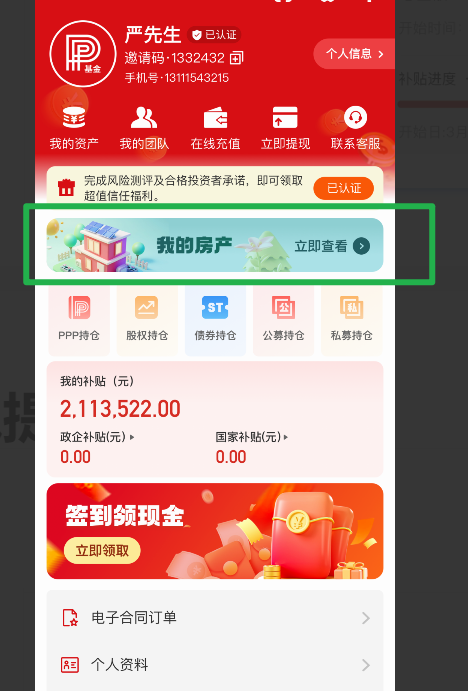 严先生 已认证
邀请码·1332432
手机号·13111543215
个人信息
基金
我的资产 我的团队 在线充值 立即提现 联系客服
完成风险测评及合格投资者承诺，即可领取
超值信任福利。
已认证
我的房产 立即查看
ST 公 私
PPP持仓 股权持仓 债券持仓 公募持仓 私募持仓
我的补贴（元）
2,113,522.00
政企补贴(元) 国家补贴(元)
0.00 0.00
签到领现金
立即领取
电子合同订单
个人资料
开始时间
补贴进度